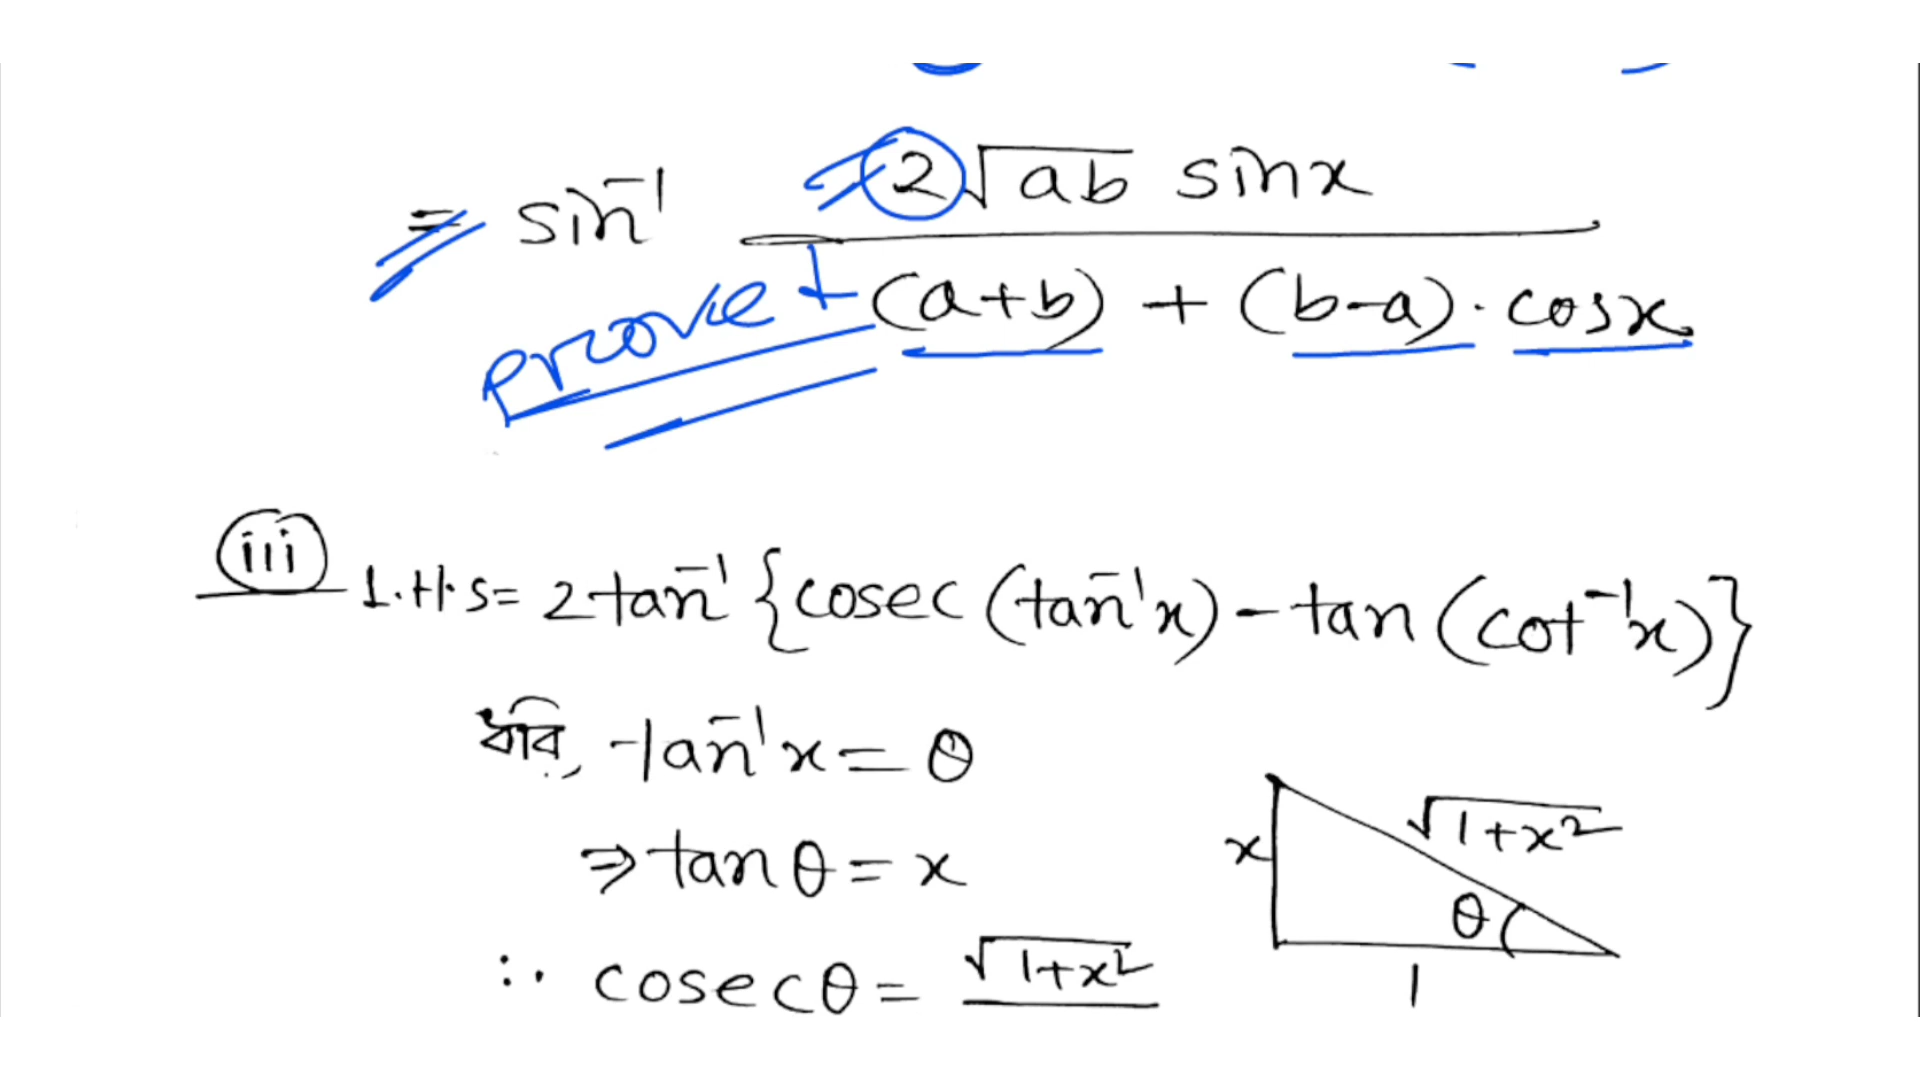 = sin⁻¹ 2√ab sinx / (a+b) + (b-a)·cosx
proved
(iii) L.H.S = 2tan⁻¹ {cosec (tan⁻¹x) - tan (cot⁻¹x)}
ধরি, tan⁻¹x = θ
⇒ tanθ = x
∴ cosecθ = √1+x²
x √1+x²
θ
1